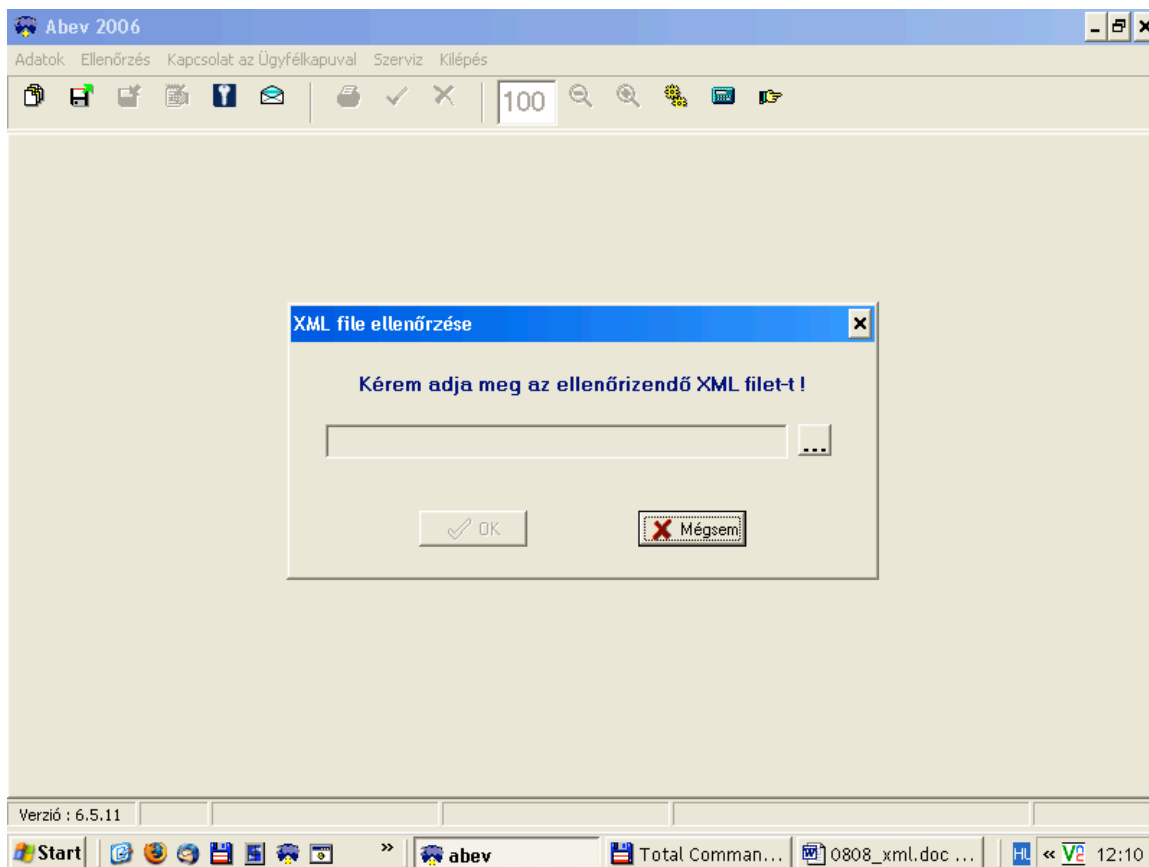 Abev 2006
Adatok Ellenőrzés Kapcsolat az Ügyfélkapuval Szerviz Kilépés
100
XML file ellenőrzése
Kérem adja meg az ellenőrizendő XML filet-t !
...
OK
Mégsem
Verzió : 6.5.11
Start » abev Total Comman... 0808_xml.doc ... HU « 12:10